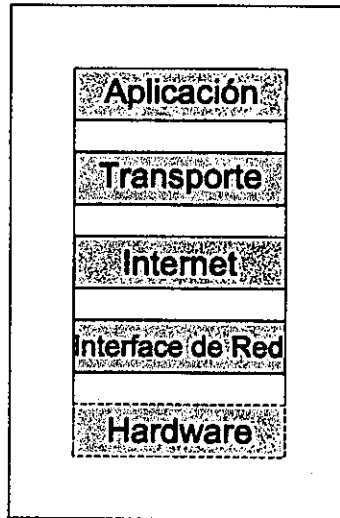 Aplicación
Transporte
Internet
Interface de Red
Hardware